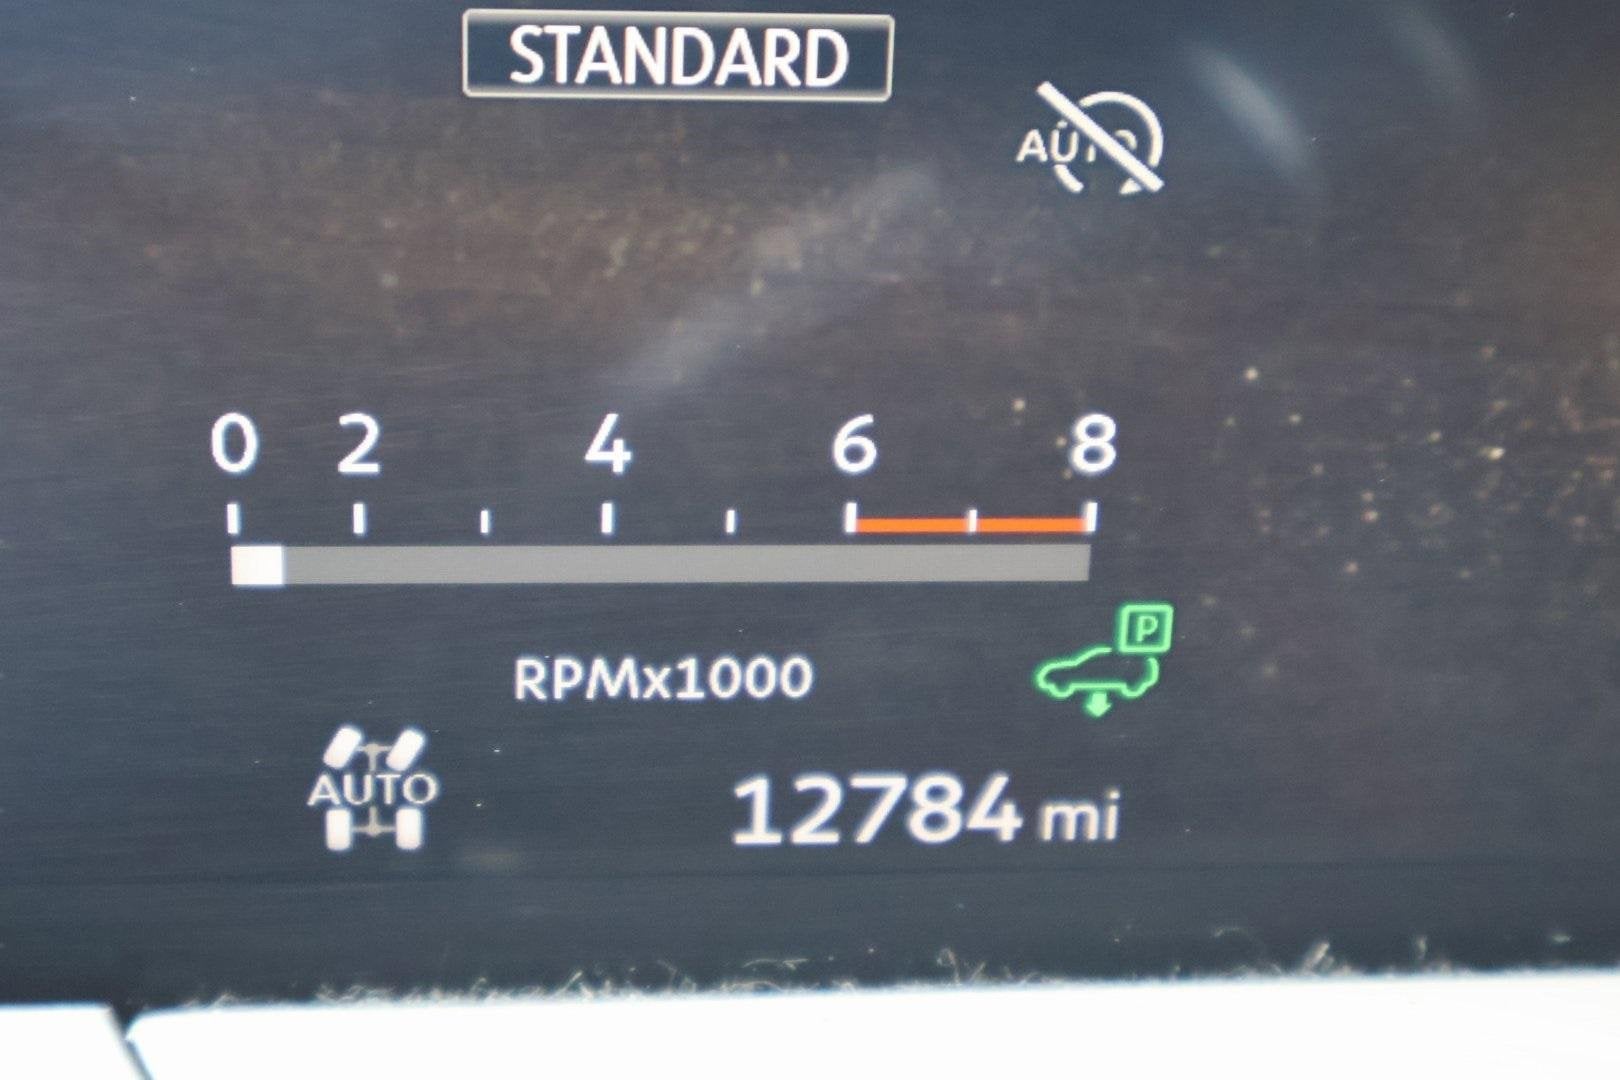 STANDARD
AUTO
0 2 4 6 8
RPMx1000
P
AUTO
12784 mi